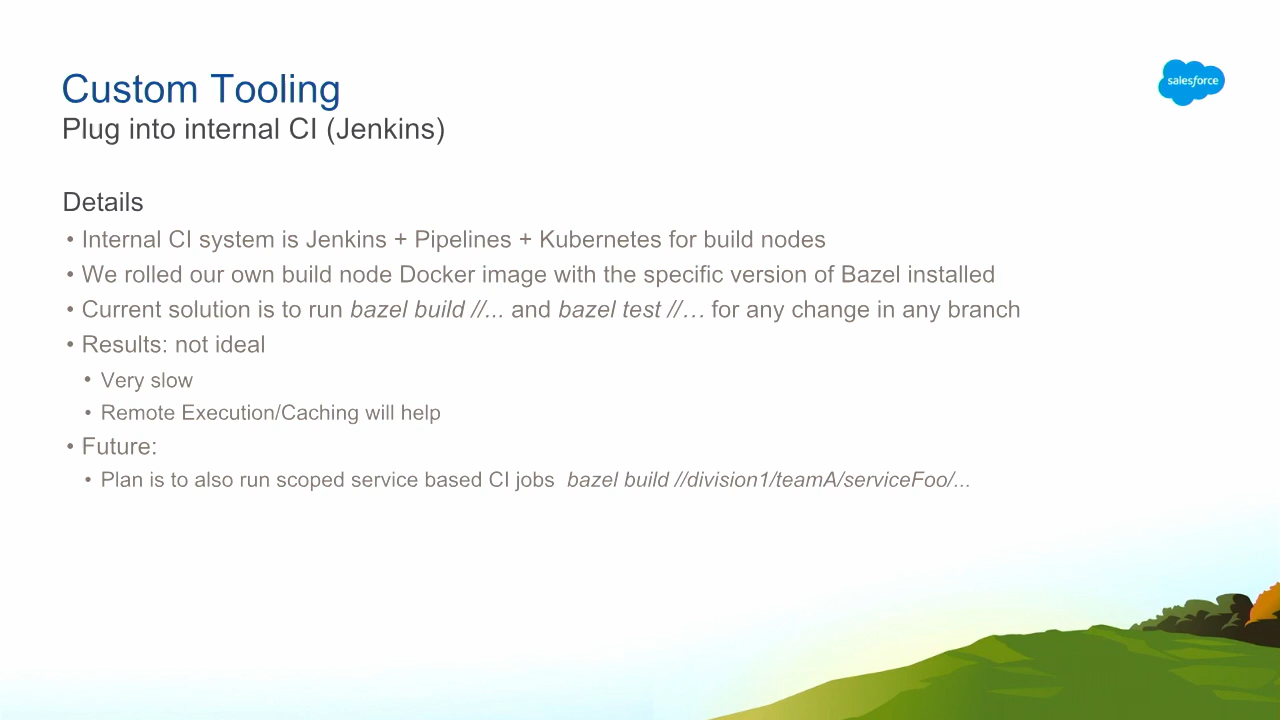 Custom Tooling
salesforce
Plug into internal CI (Jenkins)
Details
• Internal CI system is Jenkins + Pipelines + Kubernetes for build nodes
• We rolled our own build node Docker image with the specific version of Bazel installed
• Current solution is to run bazel build //... and bazel test //… for any change in any branch
• Results: not ideal
• Very slow
• Remote Execution/Caching will help
• Future:
• Plan is to also run scoped service based CI jobs bazel build //division1/teamA/serviceFoo/...